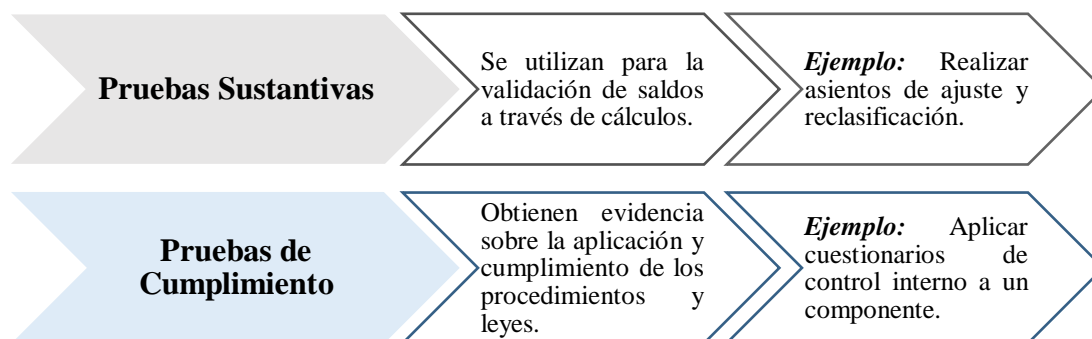 Pruebas Sustantivas
Se utilizan para la
validación de saldos
a través de cálculos.
Ejemplo: Realizar
asientos de ajuste y
reclasificación.
Pruebas de
Cumplimiento
Obtienen evidencia
sobre la aplicación y
cumplimiento de los
procedimientos y
leyes.
Ejemplo: Aplicar
cuestionarios de
control interno a un
componente.